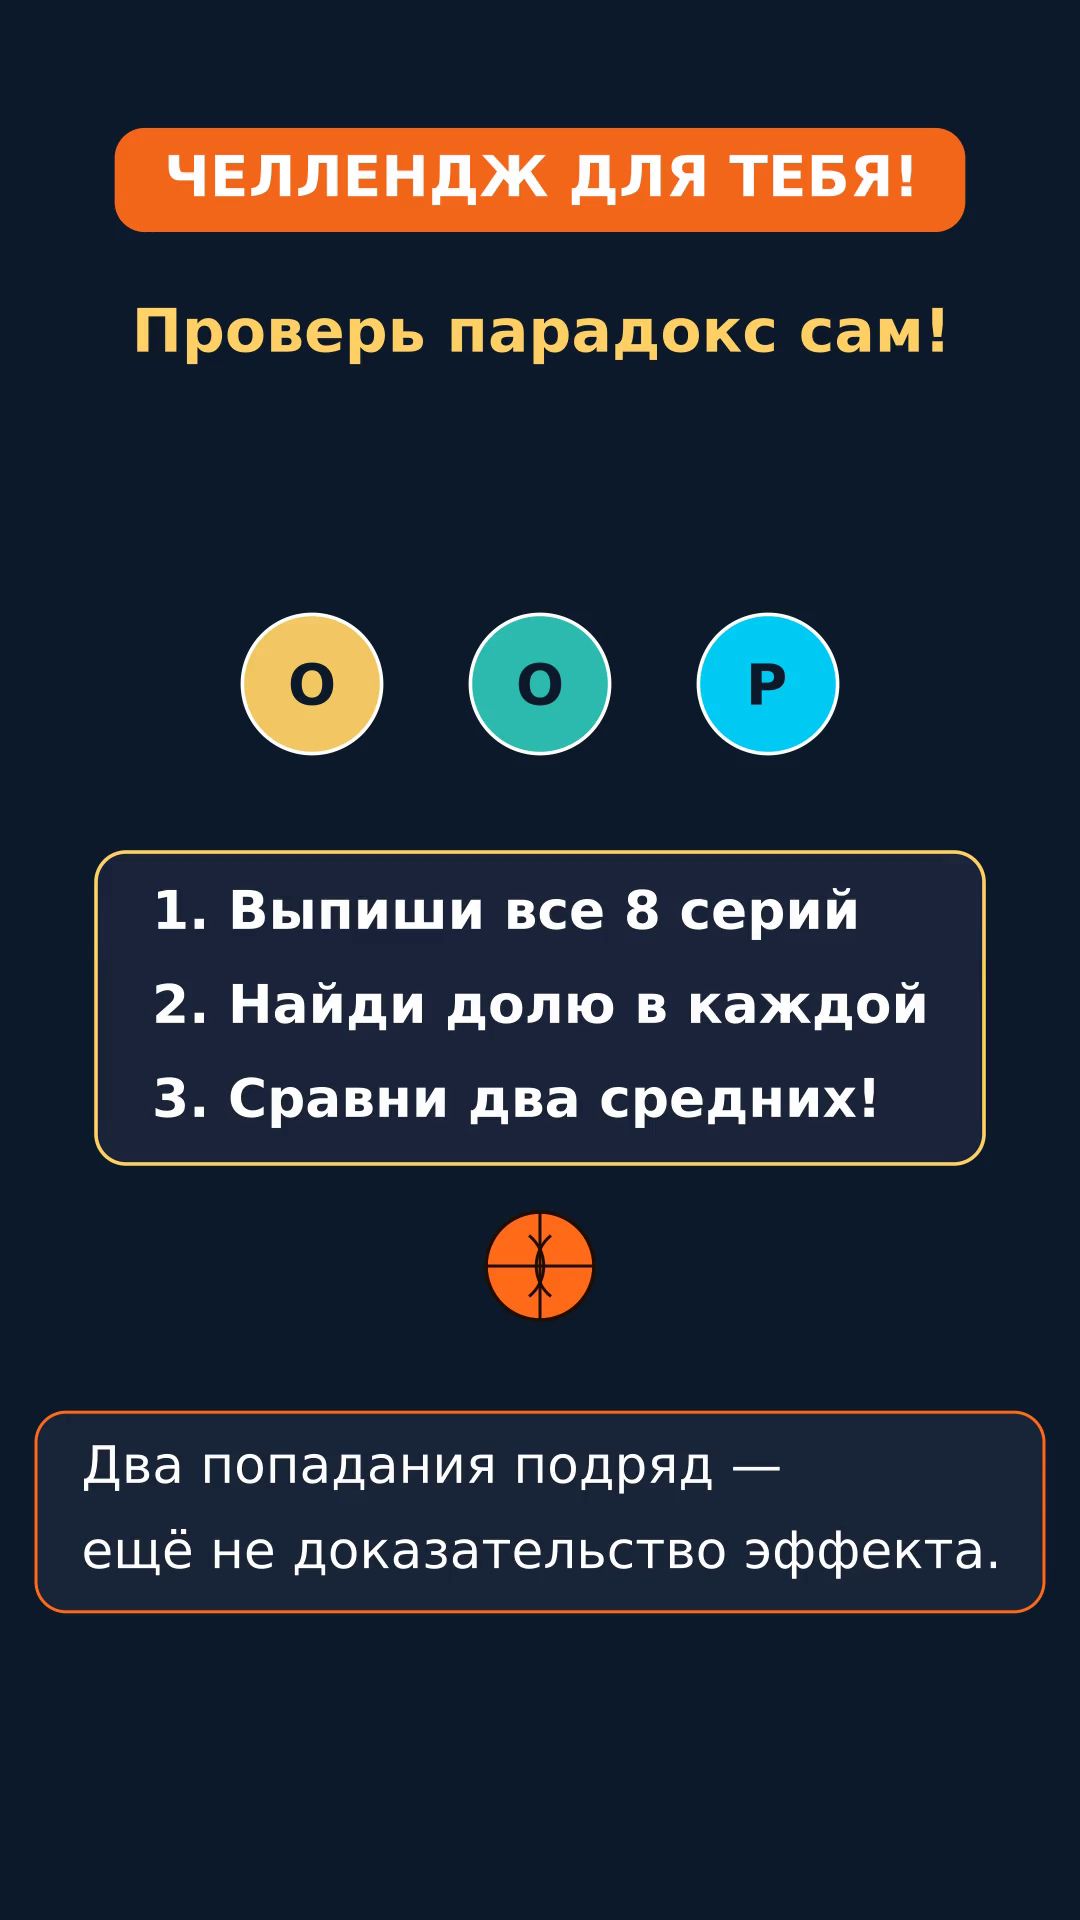 ЧЕЛЛЕНДЖ ДЛЯ ТЕБЯ!
Проверь парадокс сам!
О О Р
1. Выпиши все 8 серий
2. Найди долю в каждой
3. Сравни два средних!
Два попадания подряд —
ещё не доказательство эффекта.